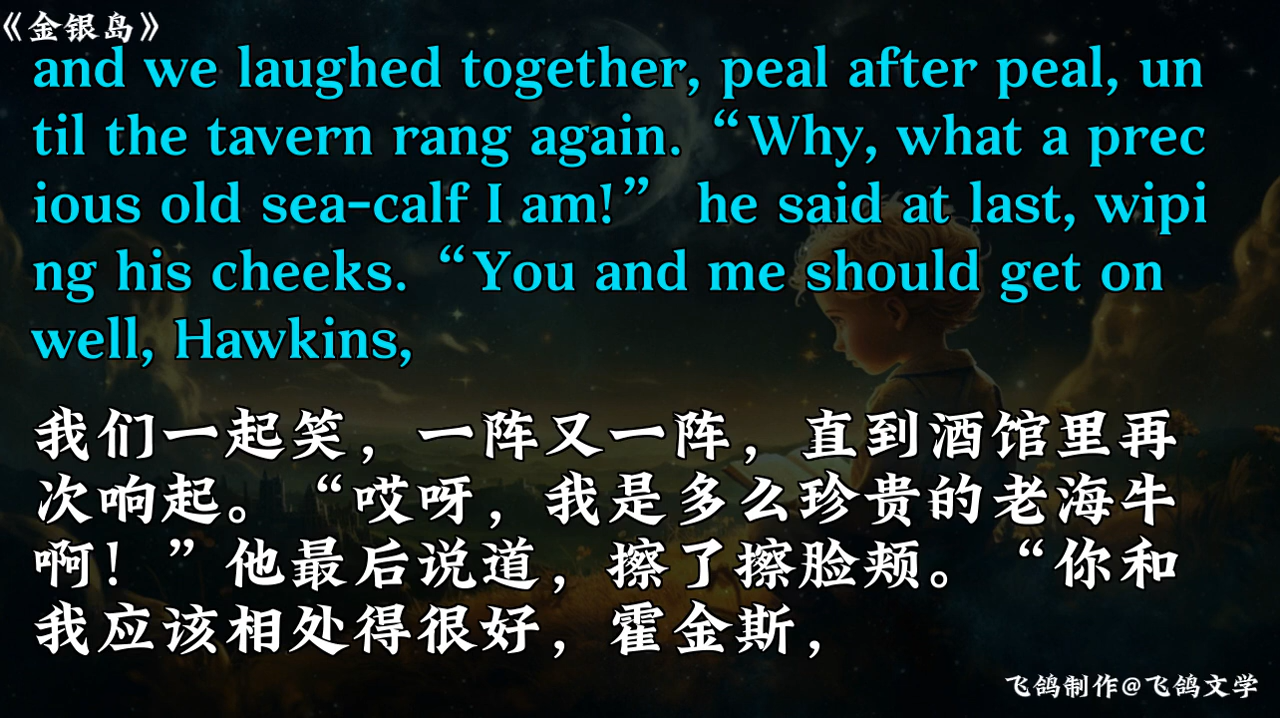 《金银岛》
and we laughed together, peal after peal, un
til the tavern rang again. “Why, what a prec
ious old sea-calf I am!” he said at last, wipi
ng his cheeks. “You and me should get on
well, Hawkins,
我们一起笑，一阵又一阵，直到酒馆里再
次响起。“哎呀，我是多么珍贵的老海牛
啊！”他最后说道，擦了擦脸颊。“你和
我应该相处得很好，霍金斯，
飞鸽制作@飞鸽文学